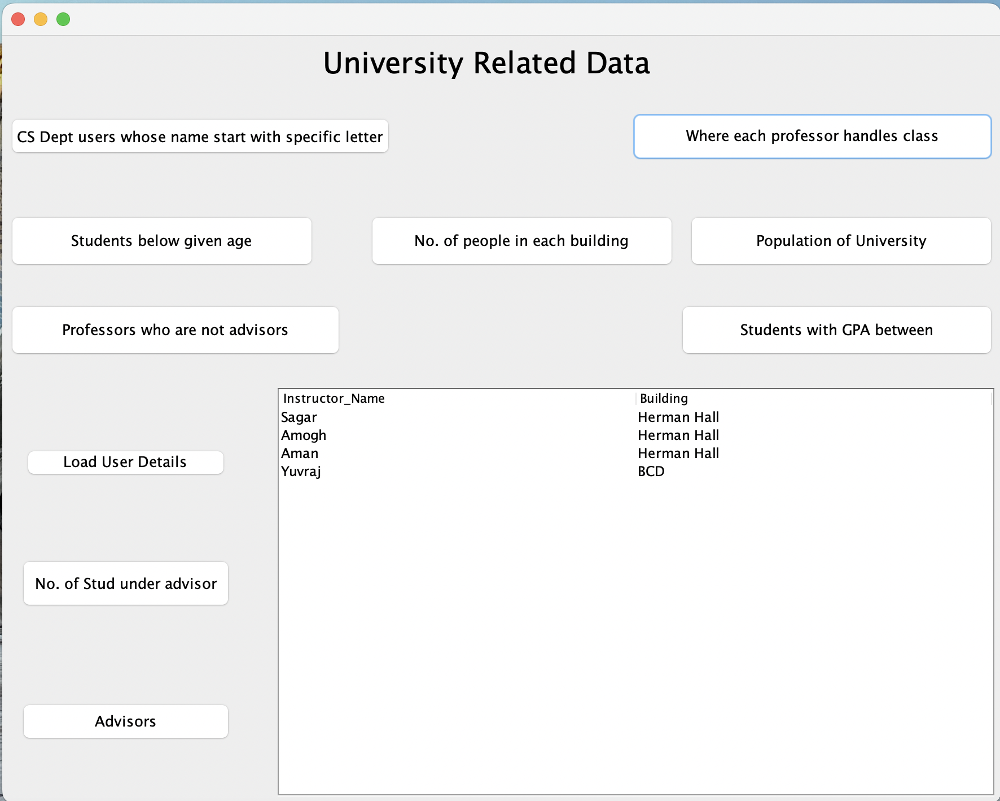 University Related Data
CS Dept users whose name start with specific letter
Where each professor handles class
Students below given age
No. of people in each building
Population of University
Professors who are not advisors
Students with GPA between
Instructor_Name Building
Sagar Herman Hall
Amogh Herman Hall
Aman Herman Hall
Yuvraj BCD
Load User Details
No. of Stud under advisor
Advisors